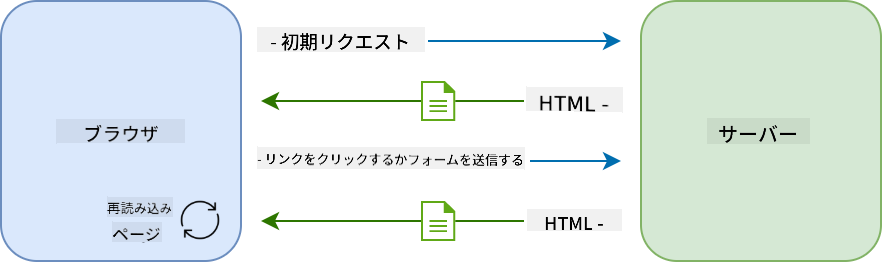 - 初期リクエスト
HTML -
ブラウザ
サーバー
- リンクをクリックするかフォームを送信する
再読み込み
ページ
HTML -